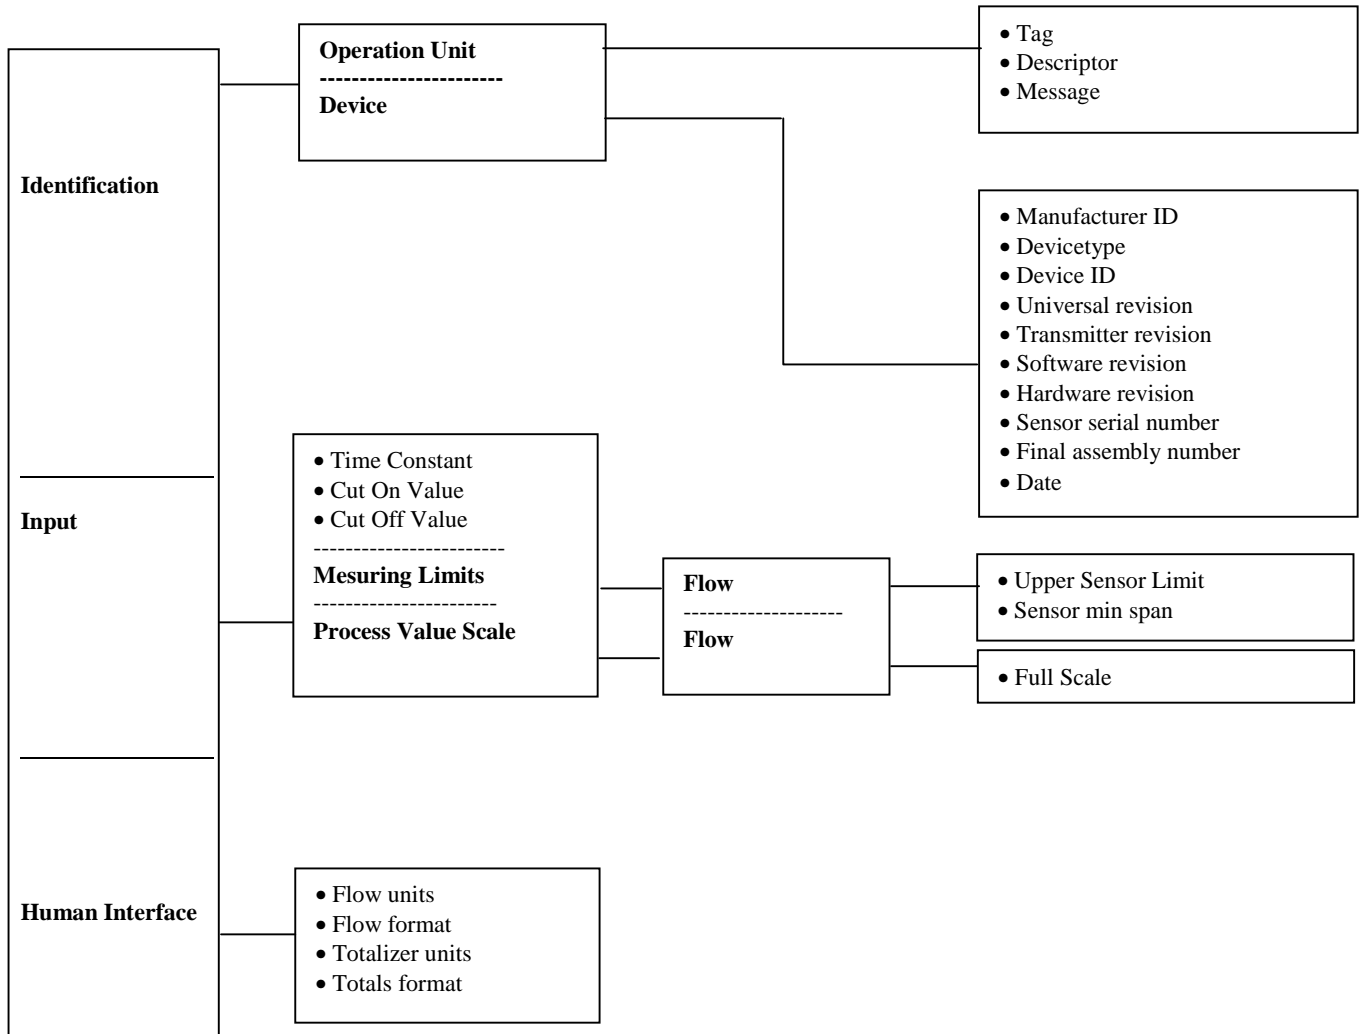 Identification
Input
Human Interface
Operation Unit
-----------------------
Device
• Tag
• Descriptor
• Message
• Manufacturer ID
• Devicetype
• Device ID
• Universal revision
• Transmitter revision
• Software revision
• Hardware revision
• Sensor serial number
• Final assembly number
• Date
• Time Constant
• Cut On Value
• Cut Off Value
------------------------
Mesuring Limits
-----------------------
Process Value Scale
Flow
--------------------
Flow
• Upper Sensor Limit
• Sensor min span
• Full Scale
• Flow units
• Flow format
• Totalizer units
• Totals format